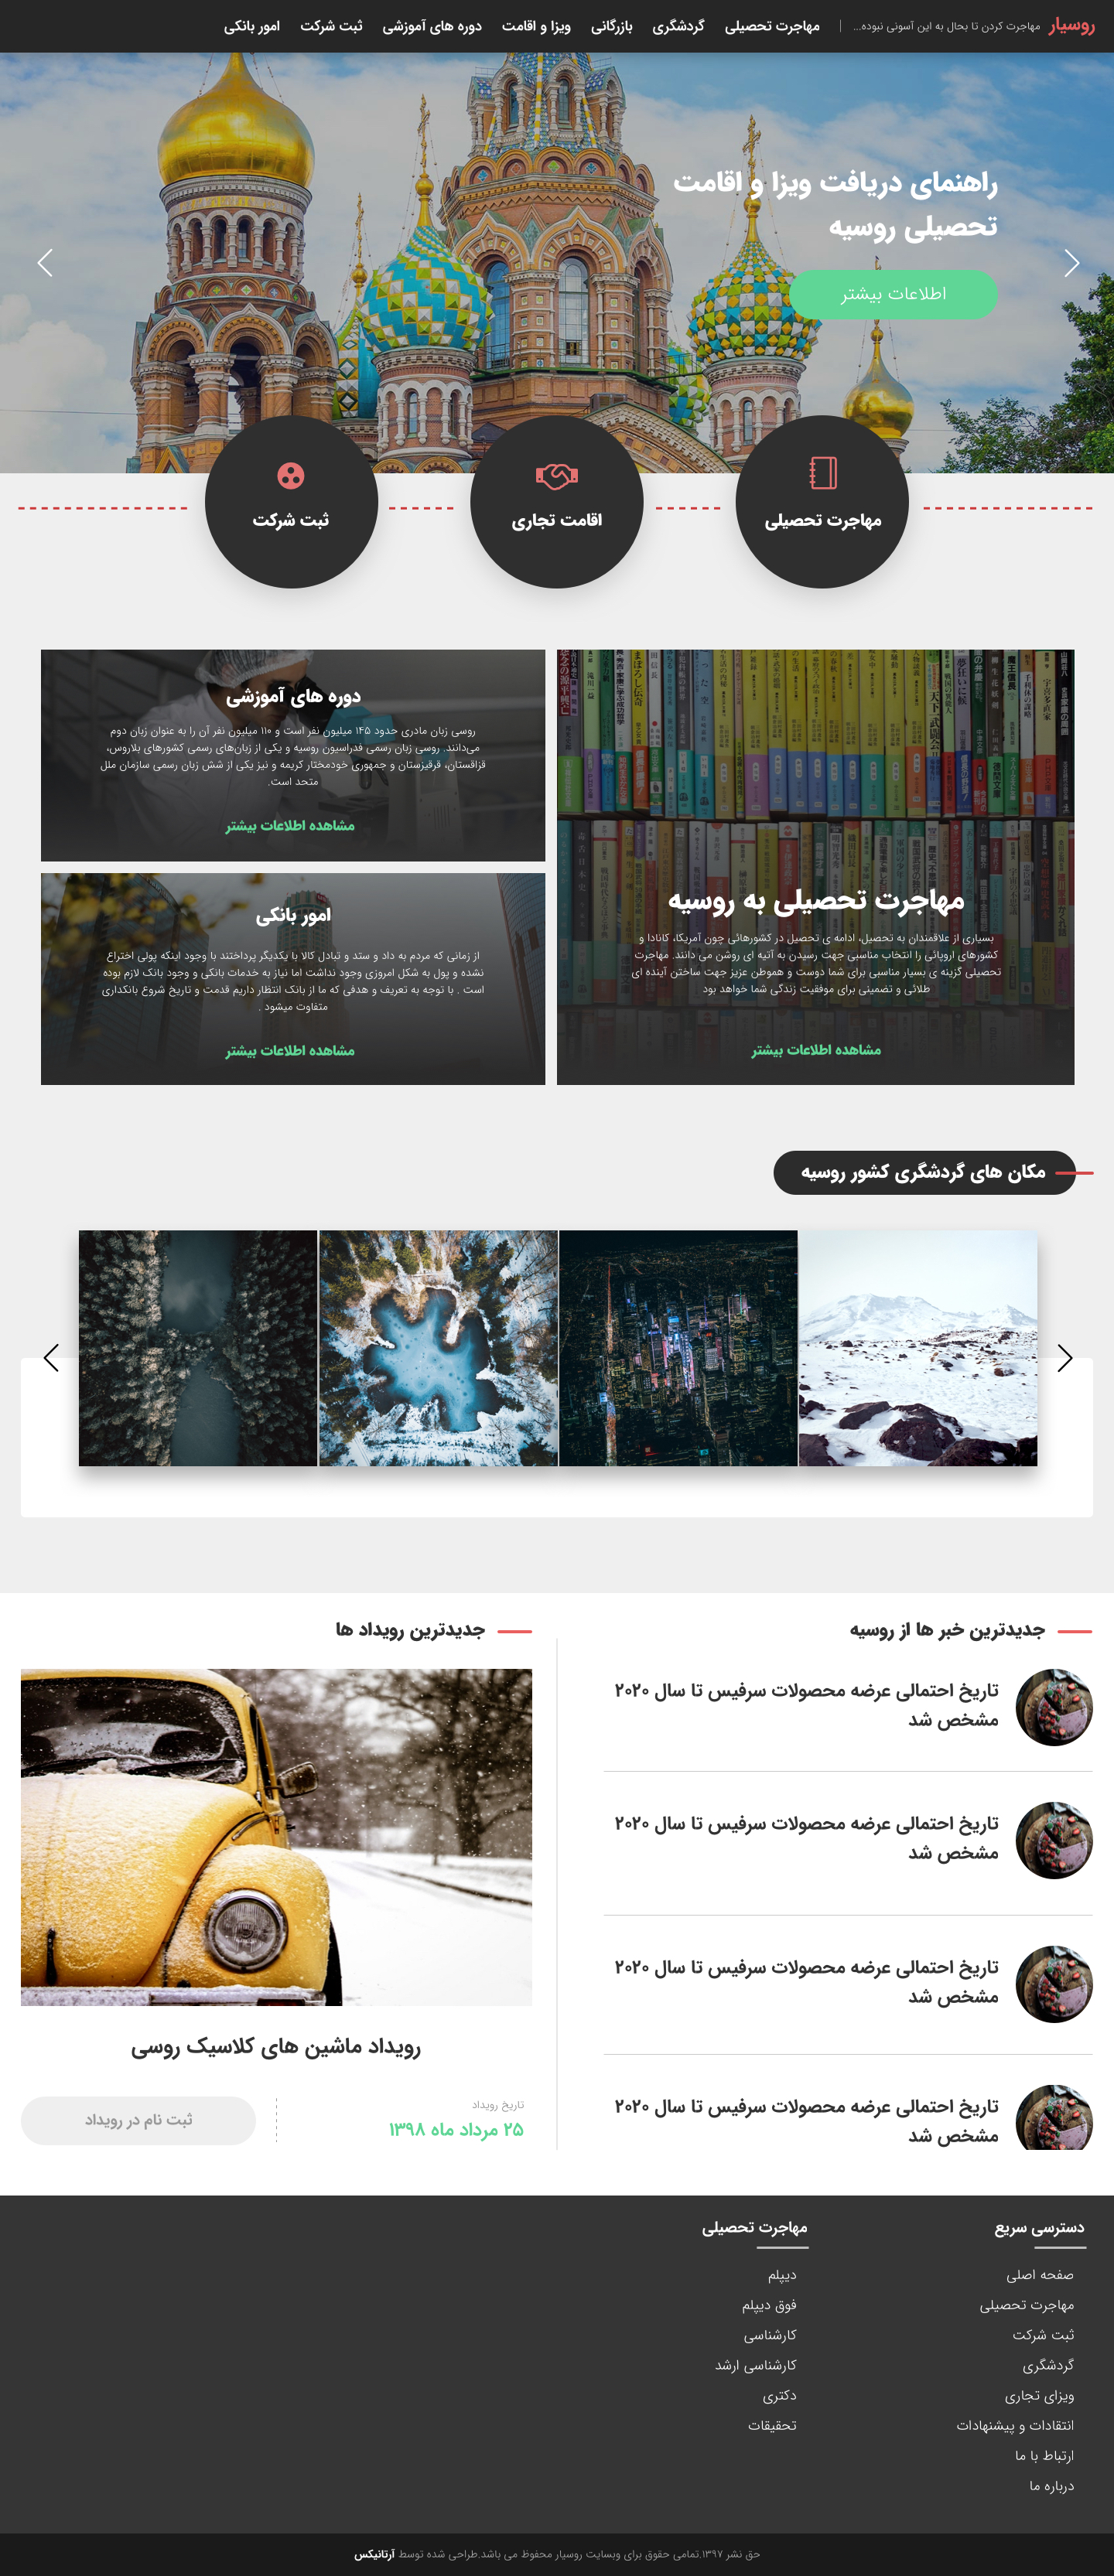 روسیار
مهاجرت کردن تا بحال به این آسونی نبوده...
مهاجرت تحصیلی گردشگری بازرگانی ویزا و اقامت دوره های آموزشی ثبت شرکت امور بانکی
راهنمای دریافت ویزا و اقامت
تحصیلی روسیه
اطلاعات بیشتر
مهاجرت تحصیلی
اقامت تجاری
ثبت شرکت
مهاجرت تحصیلی به روسیه
بسیاری از علاقمندان به تحصیل، ادامه ی تحصیل در کشورهائی چون آمریکا، کانادا و
کشورهای اروپائی را انتخاب مناسبی جهت رسیدن به آتیه ای روشن می دانند. مهاجرت
تحصیلی گزینه ی بسیار مناسبی برای شما دوست و هموطن عزیز جهت ساختن آینده ای
طلائی و تضمینی برای موفقیت زندگی شما خواهد بود
مشاهده اطلاعات بیشتر
دوره های آموزشی
روسی زبان مادری حدود ۱۴۵ میلیون نفر است و ۱۱۰ میلیون نفر آن را به عنوان زبان دوم
می‌دانند. روسی زبان رسمی فدراسیون روسیه و یکی از زبان‌های رسمی کشورهای بلاروس،
قزاقستان، قرقیزستان و جمهوری خودمختار کریمه و نیز یکی از شش زبان رسمی سازمان ملل
متحد است.
مشاهده اطلاعات بیشتر
امور بانکی
از زمانی که مردم به داد و ستد و تبادل کالا با یکدیگر پرداختند با وجود اینکه پولی اختراع
نشده و پول به شکل امروزی وجود نداشت اما نیاز به خدمات بانکی و وجود بانک لازم بوده
است . با توجه به تعریف و هدفی که ما از بانک انتظار داریم قدمت و تاریخ شروع بانکداری
متفاوت میشود .
مشاهده اطلاعات بیشتر
مکان های گردشگری کشور روسیه
جدیدترین خبر ها از روسیه
تاریخ احتمالی عرضه محصولات سرفیس تا سال ۲۰۲۰
مشخص شد
تاریخ احتمالی عرضه محصولات سرفیس تا سال ۲۰۲۰
مشخص شد
تاریخ احتمالی عرضه محصولات سرفیس تا سال ۲۰۲۰
مشخص شد
تاریخ احتمالی عرضه محصولات سرفیس تا سال ۲۰۲۰
مشخص شد
جدیدترین رویداد ها
رویداد ماشین های کلاسیک روسی
تاریخ رویداد
۲۵ مرداد ماه ۱۳۹۸
ثبت نام در رویداد
دسترسی سریع
صفحه اصلی
مهاجرت تحصیلی
ثبت شرکت
گردشگری
ویزای تجاری
انتقادات و پیشنهادات
ارتباط با ما
درباره ما
مهاجرت تحصیلی
دیپلم
فوق دیپلم
کارشناسی
کارشناسی ارشد
دکتری
تحقیقات
حق نشر ۱۳۹۷.تمامی حقوق برای وبسایت روسیار محفوظ می باشد.طراحی شده توسط آرتانیکس